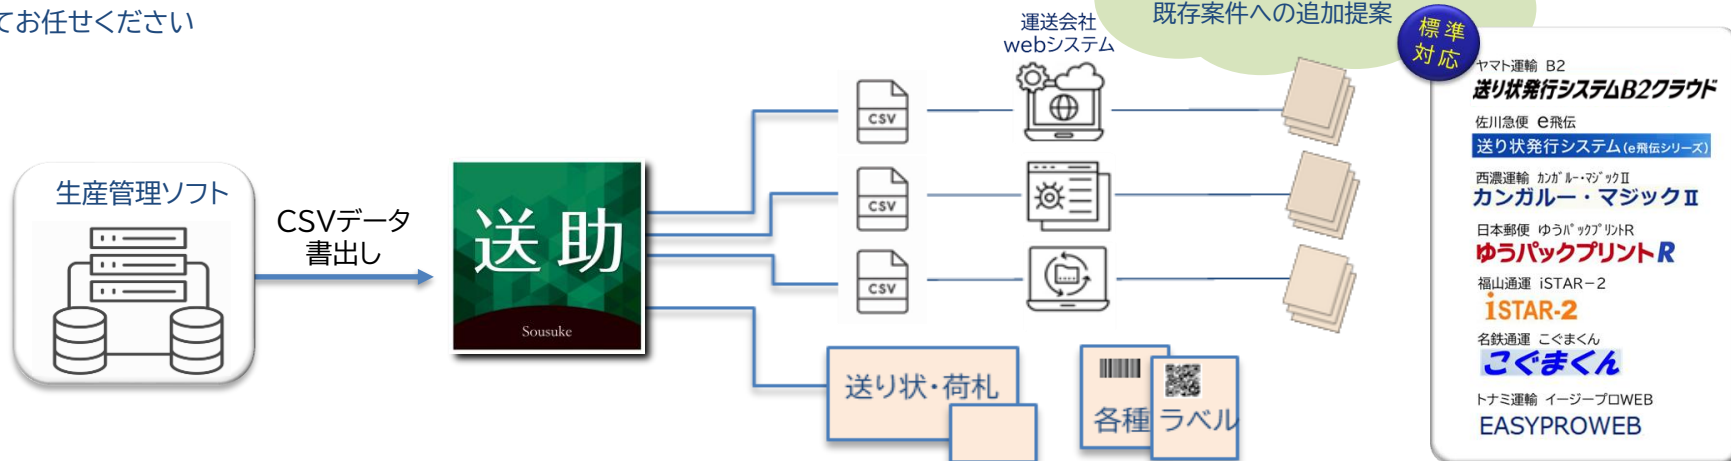 てお任せください
既存案件への追加提案
運送会社
webシステム
標準
対応
生産管理ソフト
CSVデータ
書出し
送助
Sousuke
CSV
CSV
CSV
送り状・荷札
各種
ラベル
ヤマト運輸 B2
送り状発行システムB2クラウド
佐川急便 e飛伝
送り状発行システム(e飛伝シリーズ)
西濃運輸 ｶﾝｶﾞﾙｰ･ﾏｼﾞｯｸⅡ
カンガルー・マジックⅡ
日本郵便 ゆうﾊﾟｯｸﾌﾟﾘﾝﾄR
ゆうパックプリントR
福山通運 iSTAR－2
iSTAR-2
名鉄通運 こぐまくん
こぐまくん
トナミ運輸 イージープロWEB
EASYPROWEB